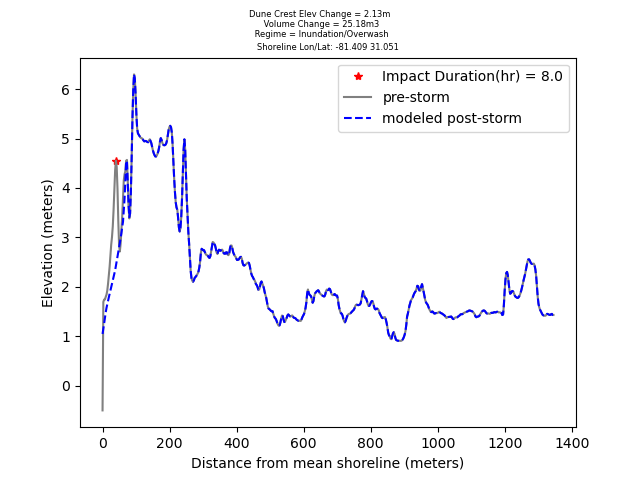 Dune Crest Elev Change = 2.13m
Volume Change = 25.18m3
Regime = Inundation/Overwash
Shoreline Lon/Lat: -81.409 31.051
Impact Duration(hr) = 8.0
pre-storm
modeled post-storm
Elevation (meters)
6
5
4
3
2
1
0
0 200 400 600 800 1000 1200 1400
Distance from mean shoreline (meters)